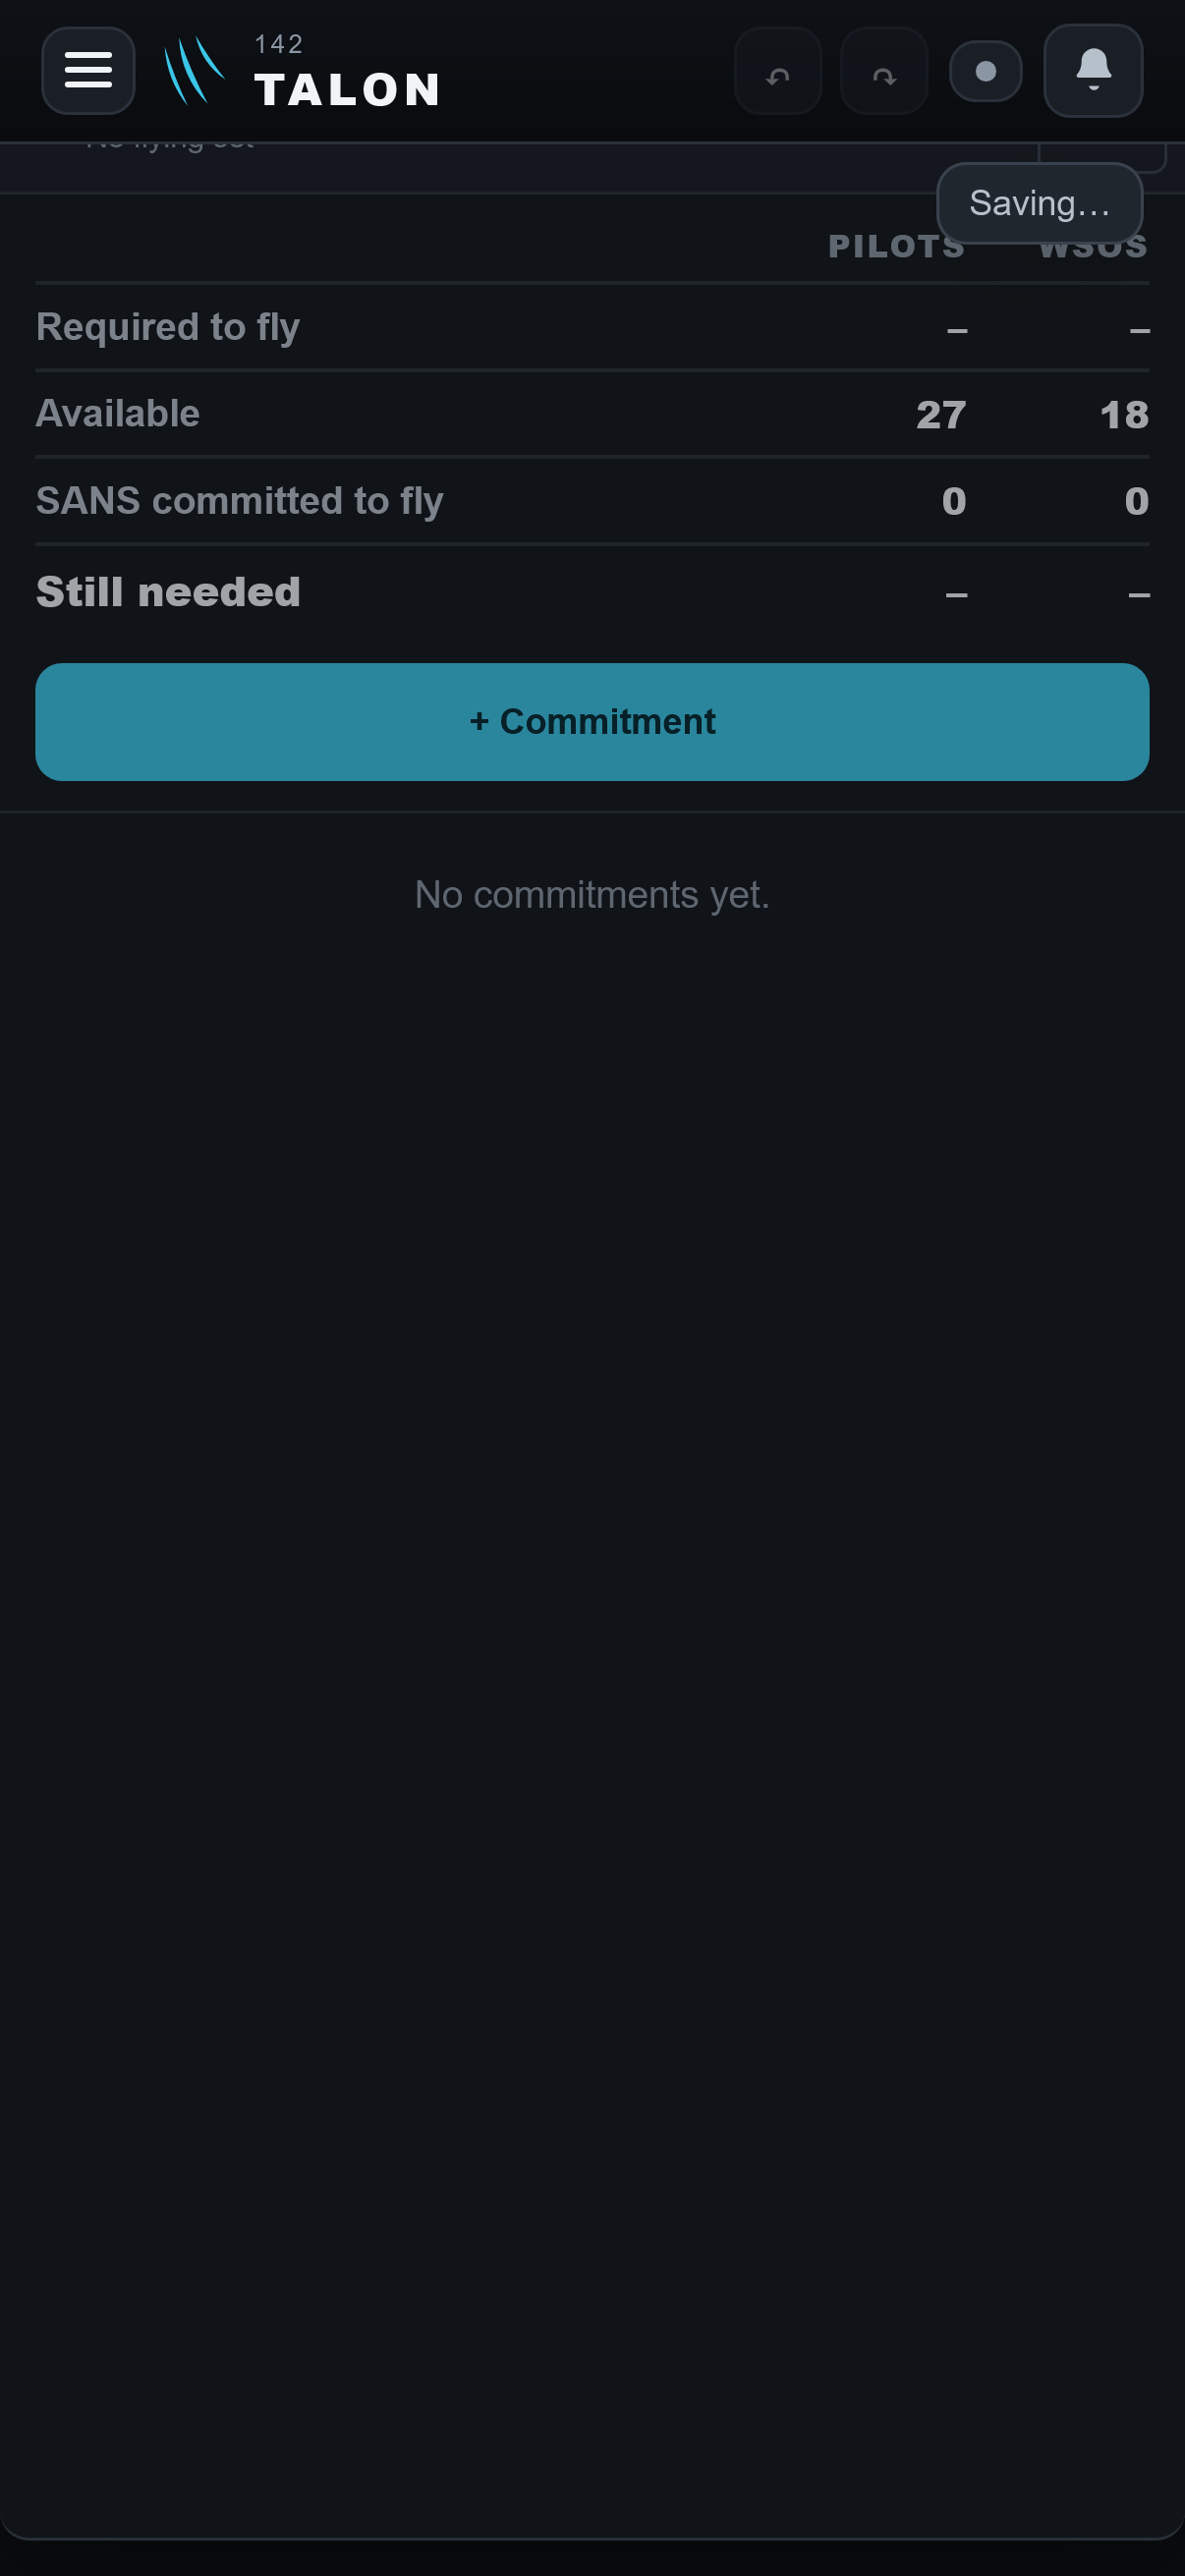 142
TALON
Saving...
PILOTS WSOS
Required to fly – –
Available 27 18
SANS committed to fly 0 0
Still needed – –
+ Commitment
No commitments yet.